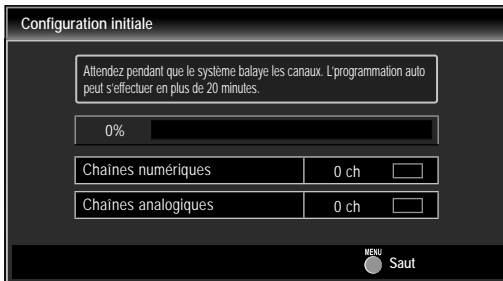 Configuration initiale
Attendez pendant que le système balaye les canaux. L'programmation auto
peut s'effectuer en plus de 20 minutes.
0%
Chaînes numériques 0 ch
Chaînes analogiques 0 ch
MENU
Saut